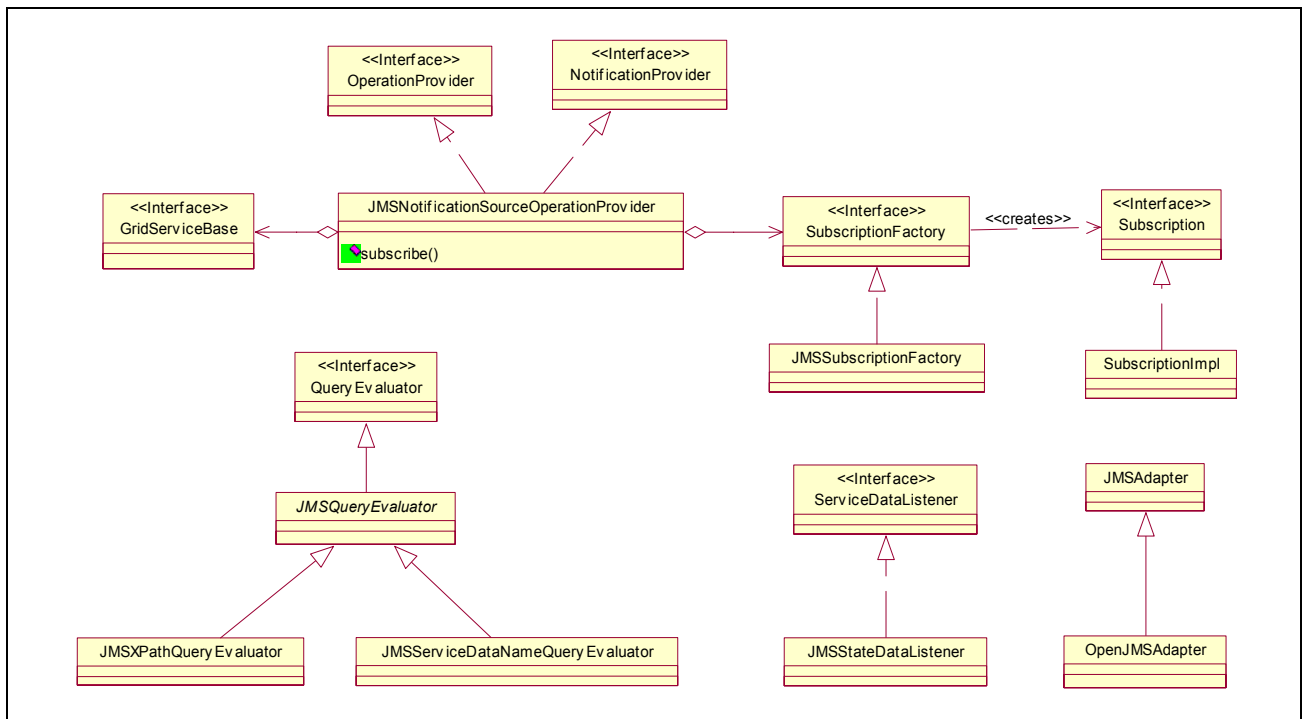 <<Interface>>
OperationProvider
<<Interface>>
NotificationProvider
<<Interface>>
GridServiceBase
JMSNotificationSourceOperationProvider
subscribe()
<<Interface>>
SubscriptionFactory
<<creates>>
<<Interface>>
Subscription
JMSSubscriptionFactory
SubscriptionImpl
<<Interface>>
QueryEvaluator
JMSQueryEvaluator
<<Interface>>
ServiceDataListener
JMSAdapter
JMSXPathQueryEvaluator
JMSServiceDataNameQueryEvaluator
JMSStateDataListener
OpenJMSAdapter